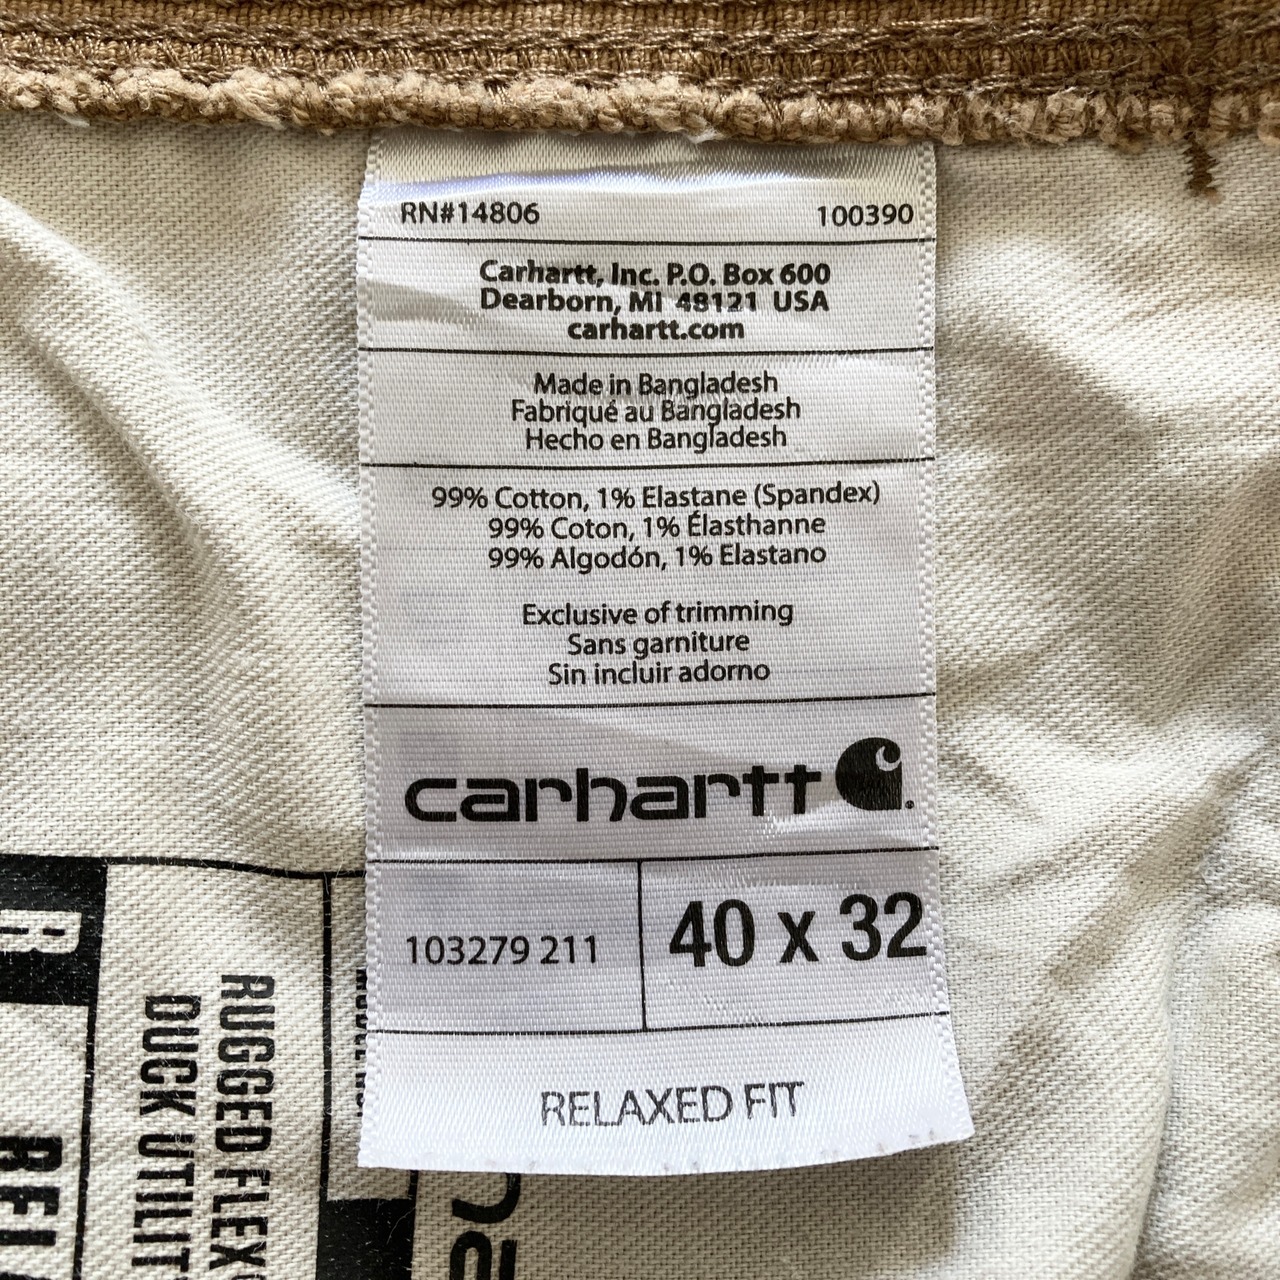 RN#14806 100390
Carhartt, Inc. P.O. Box 600
Dearborn, MI 48121 USA
carhartt.com
Made in Bangladesh
Fabriqué au Bangladesh
Hecho en Bangladesh
99% Cotton, 1% Elastane (Spandex)
99% Coton, 1% Élasthanne
99% Algodón, 1% Elastano
Exclusive of trimming
Sans garniture
Sin incluir adorno
carhartt
103279 211 40 x 32
RELAXED FIT
RUGGED FLEX
DUCK